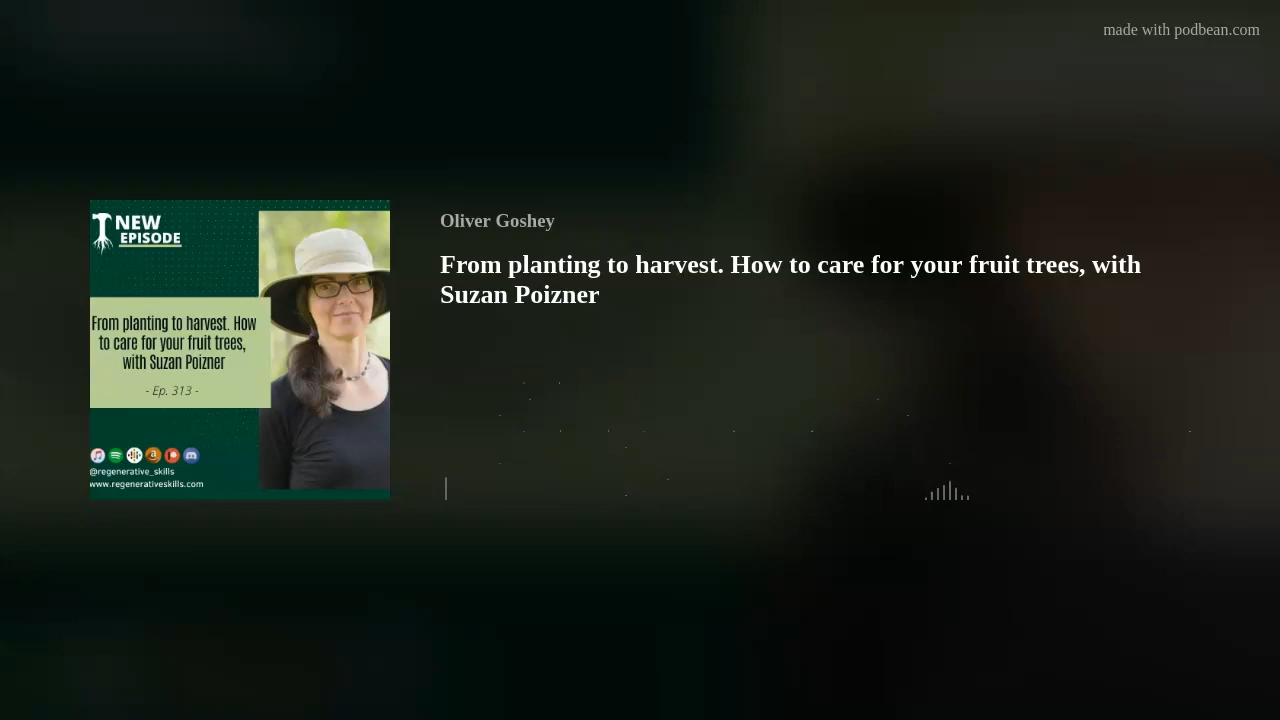 made with podbean.com
NEW
EPISODE
From planting to harvest. How
to care for your fruit trees,
with Suzan Poizner
- Ep. 313 -
@regenerative_skills
www.regenerativeskills.com
Oliver Goshey
From planting to harvest. How to care for your fruit trees, with
Suzan Poizner